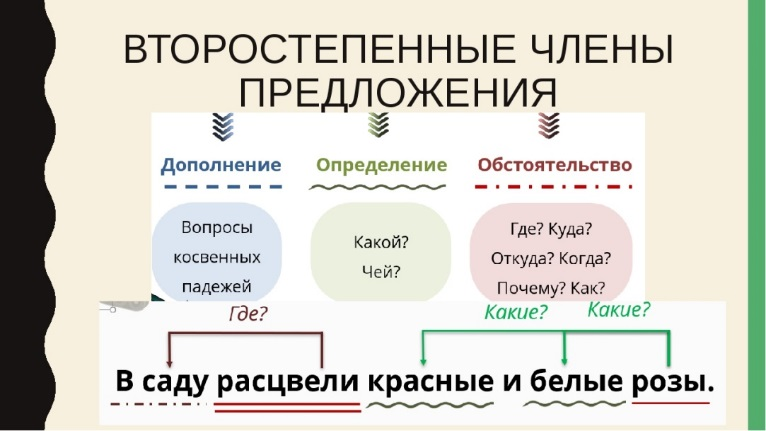 ВТОРОСТЕПЕННЫЕ ЧЛЕНЫ
ПРЕДЛОЖЕНИЯ
Дополнение Определение Обстоятельство
Вопросы
косвенных
падежей
Какой?
Чей?
Где? Куда?
Откуда? Когда?
Почему? Как?
Где? Какие? Какие?
В саду расцвели красные и белые розы.